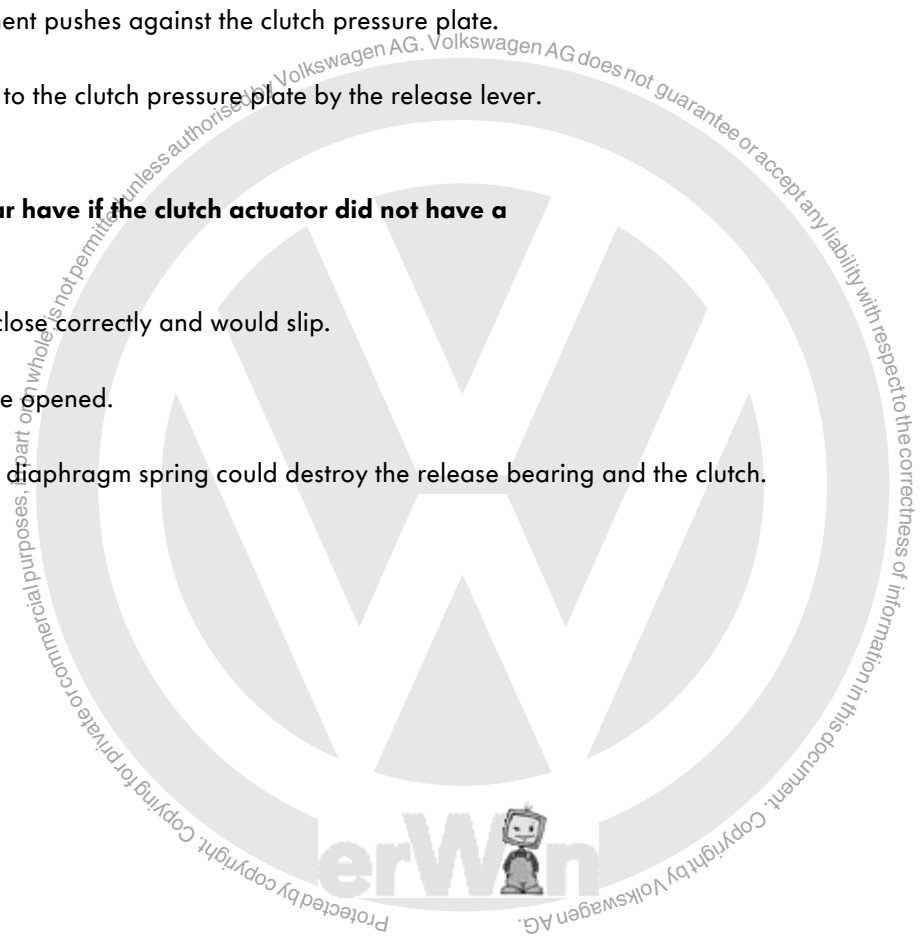 ent pushes against the clutch pressure plate.
to the clutch pressure plate by the release lever.
ar have if the clutch actuator did not have a
close correctly and would slip.
e opened.
diaphragm spring could destroy the release bearing and the clutch.
Protected by copyright. Copying for private or commercial purposes, in part or in whole, is not permitted unless authorised by Volkswagen AG. Volkswagen AG does not guarantee or accept any liability with respect to the correctness of information in this document. Copyright by Volkswagen AG.
erWin